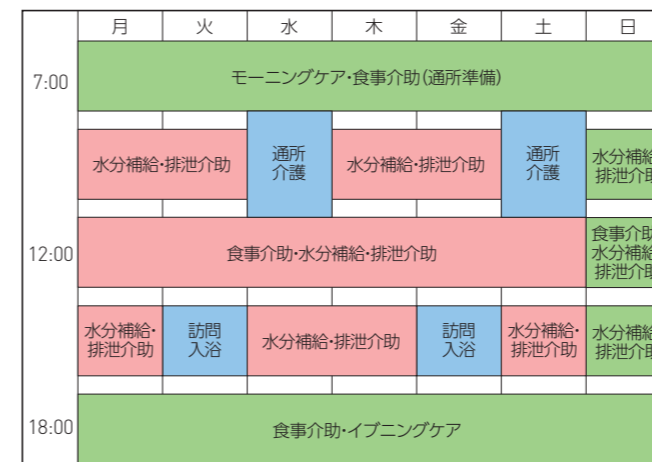 月 火 水 木 金 土 日
7:00
モーニングケア・食事介助(通所準備)
水分補給・排泄介助
通所
介護
水分補給・排泄介助
通所
介護
水分補給
排泄介助
12:00
食事介助・水分補給・排泄介助
食事介助
水分補給
排泄介助
水分補給・
排泄介助
訪問
入浴
水分補給・排泄介助
訪問
入浴
水分補給・
排泄介助
水分補給
排泄介助
18:00
食事介助・イブニングケア